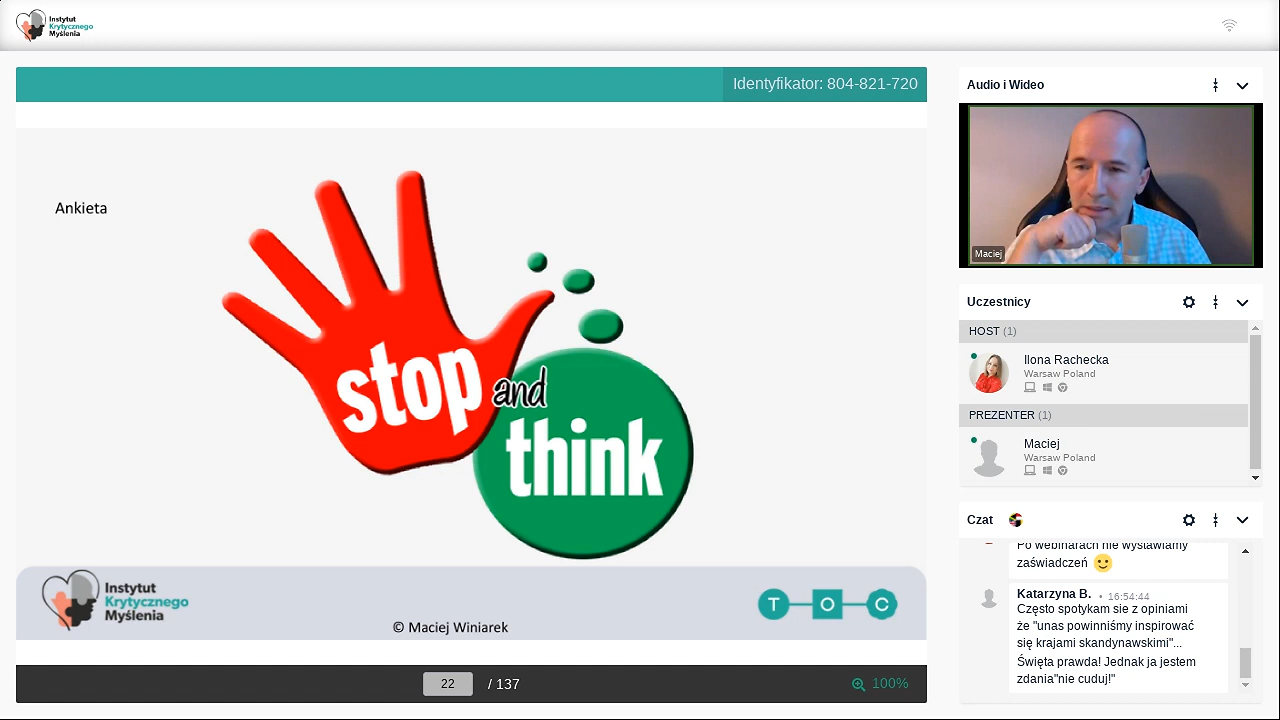 Instytut
Krytycznego
Myślenia
Identyfikator: 804-821-720
Ankieta
stop
and
think
Instytut
Krytycznego
Myślenia
T O C
© Maciej Winiarek
22 / 137
100%
Audio i Wideo
Maciej
Uczestnicy
HOST (1)
Ilona Rachecka
Warsaw Poland
PREZENTER (1)
Maciej
Warsaw Poland
Czat
Po webinarach nie wystawiamy
zaświadczeń
Katarzyna B. • 16:54:44
Często spotykam sie z opiniami
że "unas powinniśmy inspirować
się krajami skandynawskimi"...
Święta prawda! Jednak ja jestem
zdania"nie cuduj!"